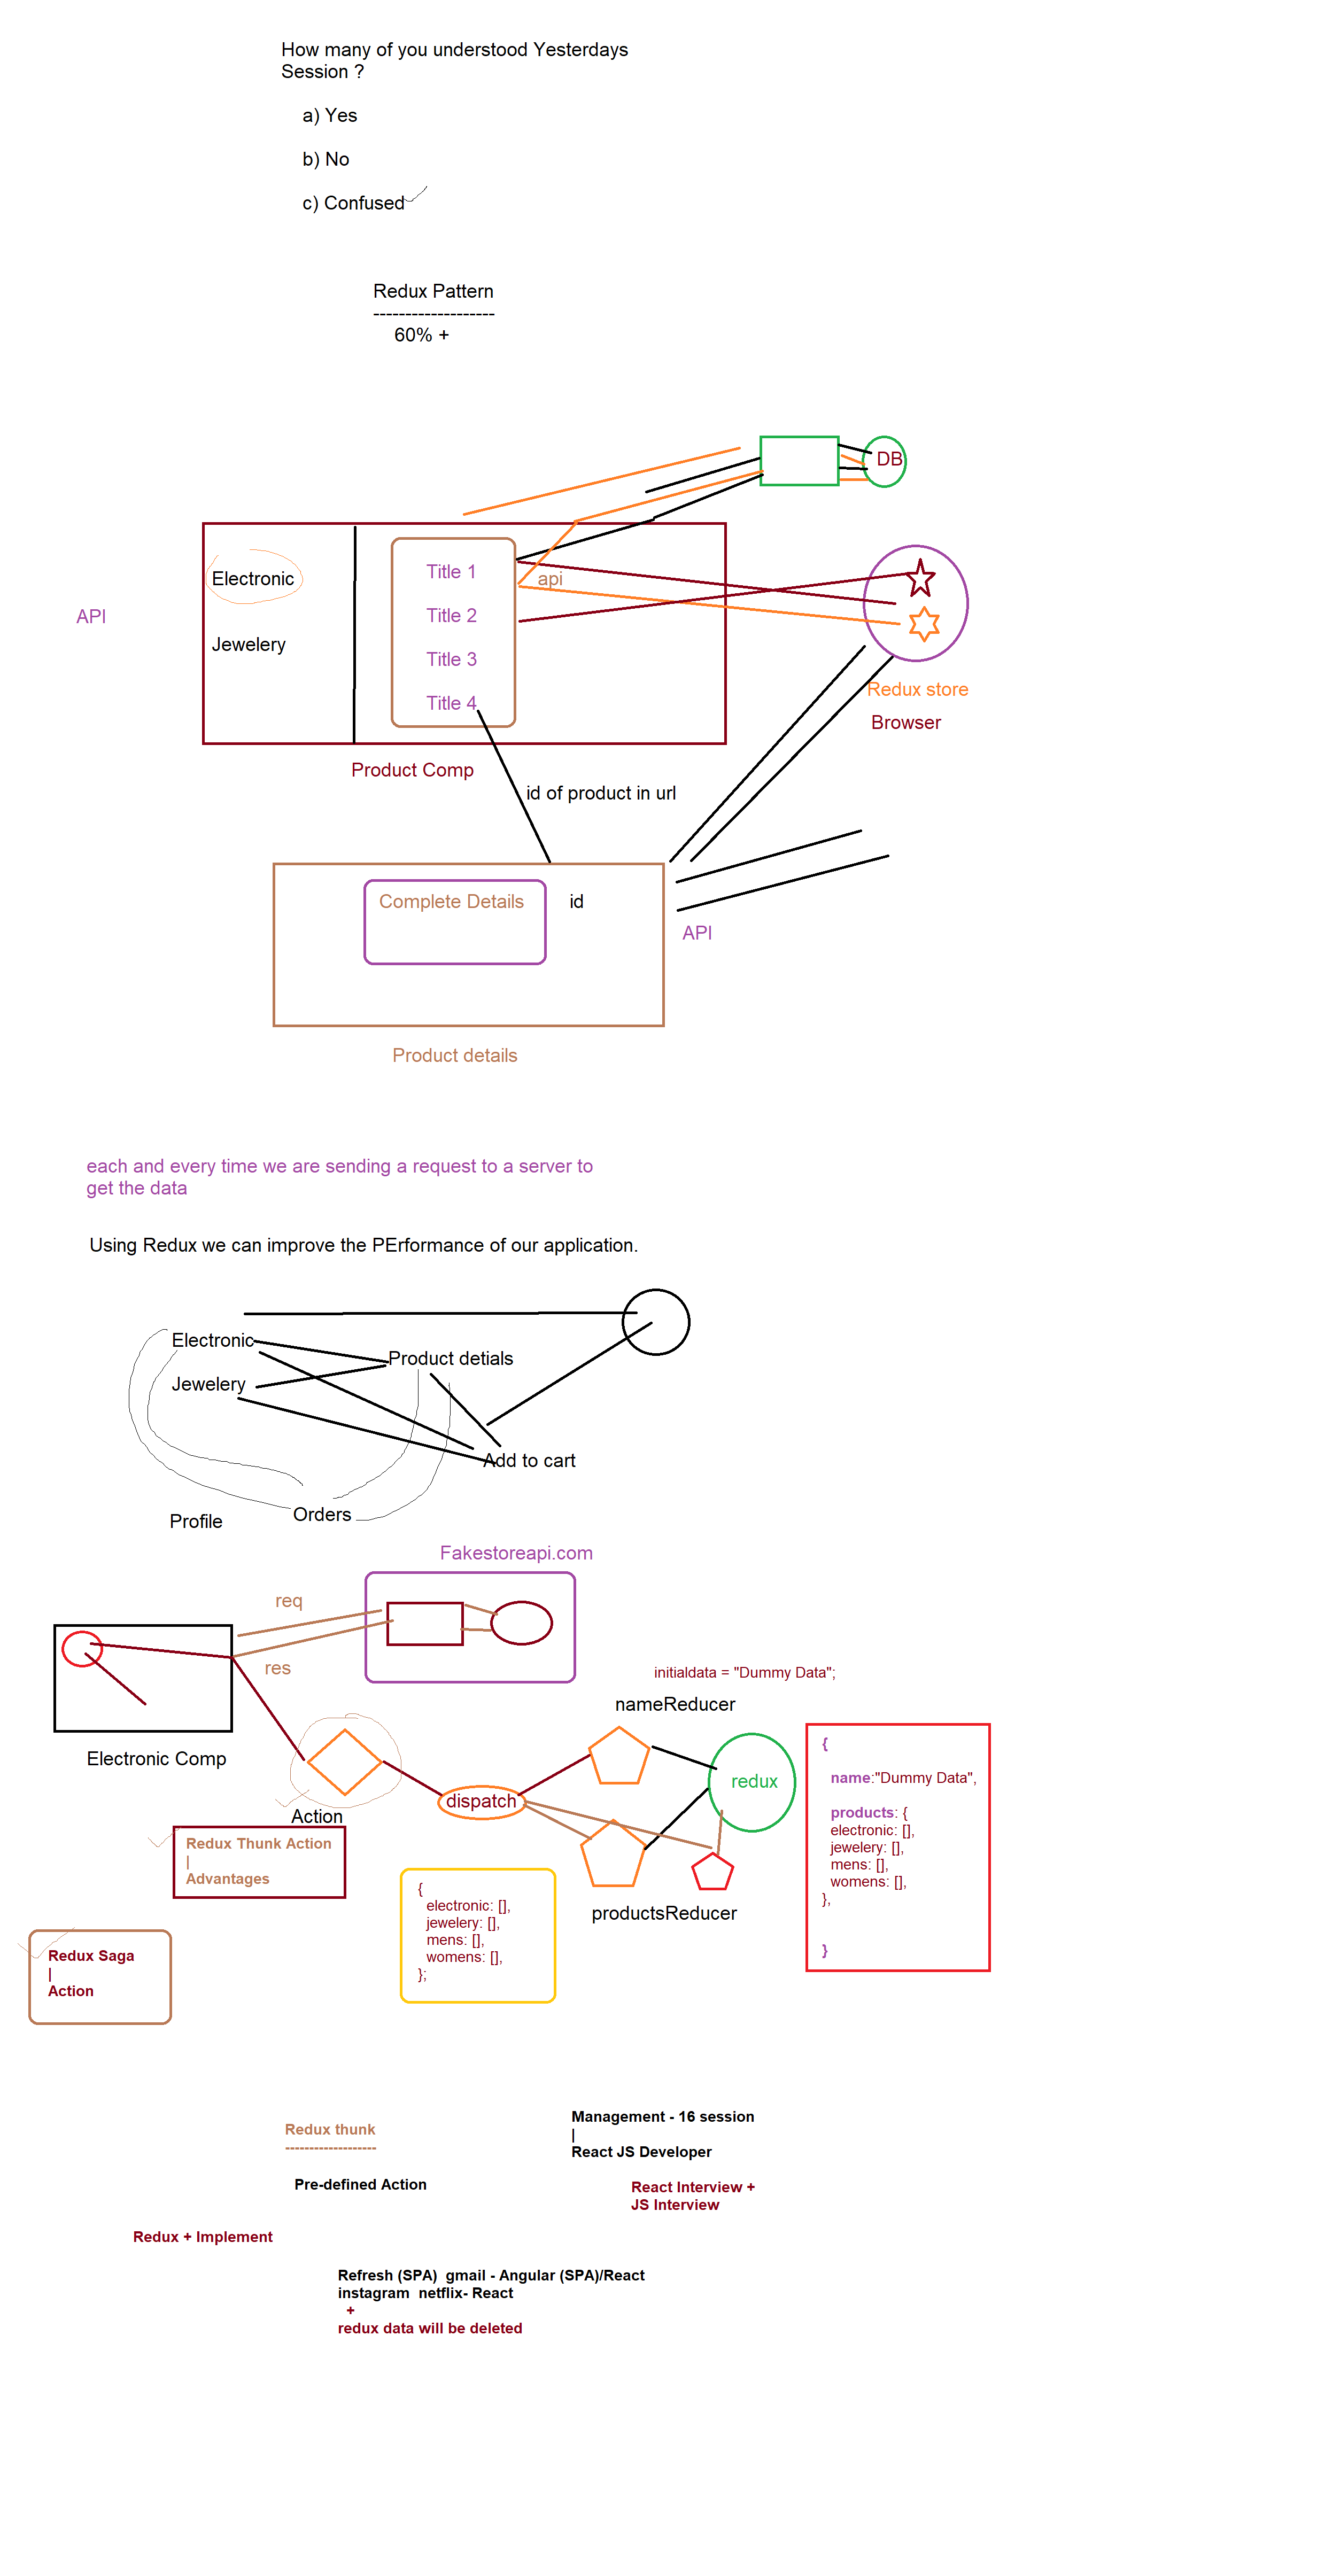 How many of you understood Yesterdays
Session ?
a) Yes
b) No
c) Confused
Redux Pattern
-------------------
60% +
DB
Electronic
Jewelery
API
Title 1
Title 2
Title 3
Title 4
api
Redux store
Browser
Product Comp
id of product in url
Complete Details
id
API
Product details
each and every time we are sending a request to a server to
get the data
Using Redux we can improve the PErformance of our application.
Electronic
Product detials
Jewelery
Add to cart
Orders
Profile
Fakestoreapi.com
req
res
initialdata = "Dummy Data";
nameReducer
Electronic Comp
redux
dispatch
Action
{
name:"Dummy Data",
products: {
electronic: [],
jewelery: [],
mens: [],
womens: [],
},
}
Redux Thunk Action
|
Advantages
{
electronic: [],
jewelery: [],
mens: [],
womens: [],
};
productsReducer
Redux Saga
|
Action
Redux thunk
-------------------
Pre-defined Action
Management - 16 session
|
React JS Developer
React Interview +
JS Interview
Redux + Implement
Refresh (SPA)  gmail - Angular (SPA)/React
instagram  netflix- React
+
redux data will be deleted